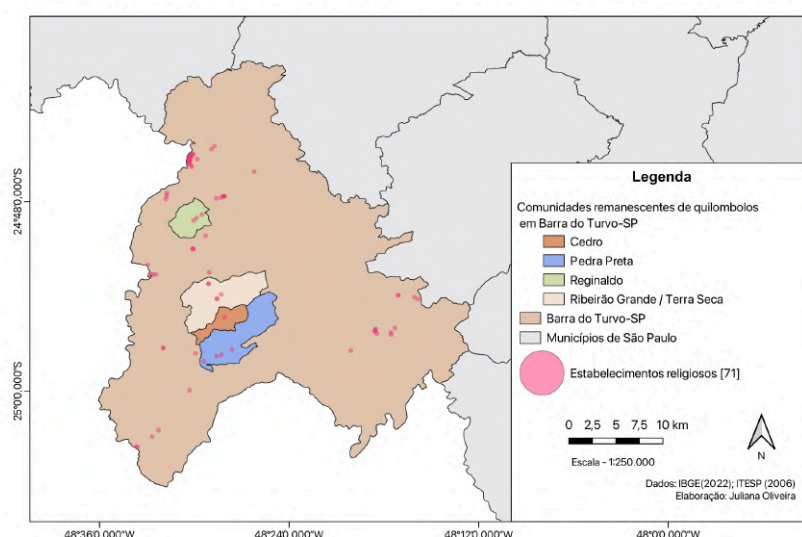 24°48'0,000"S
25°00'0,000"S
48°36'0,000"W
48°24'0,000"W
48°12'0,000"W
48°0'0,000"W
Legenda
Comunidades remanescentes de quilombolos
em Barra do Turvo-SP
Cedro
Pedra Preta
Reginaldo
Ribeirão Grande / Terra Seca
Barra do Turvo-SP
Municípios de São Paulo
Estabelecimentos religiosos [71]
0 2,5 5 7,5 10 km
Escala - 1:250.000
N
Dados: IBGE(2022); ITESP (2006)
Elaboração: Juliana Oliveira